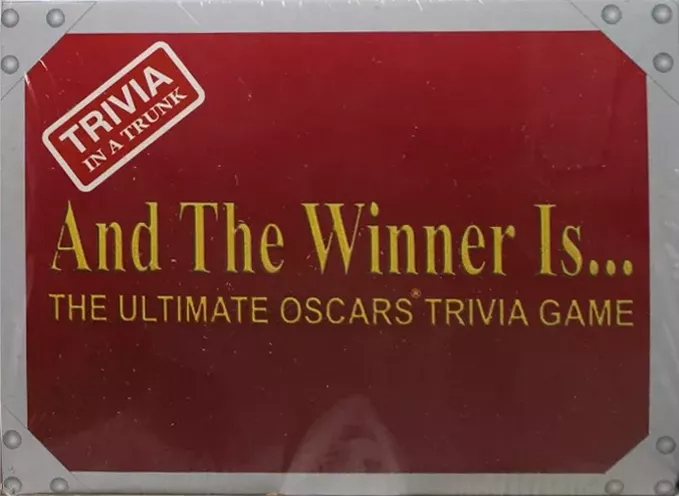 TRIVIA
IN A TRUNK
And The Winner Is...
THE ULTIMATE OSCARS® TRIVIA GAME